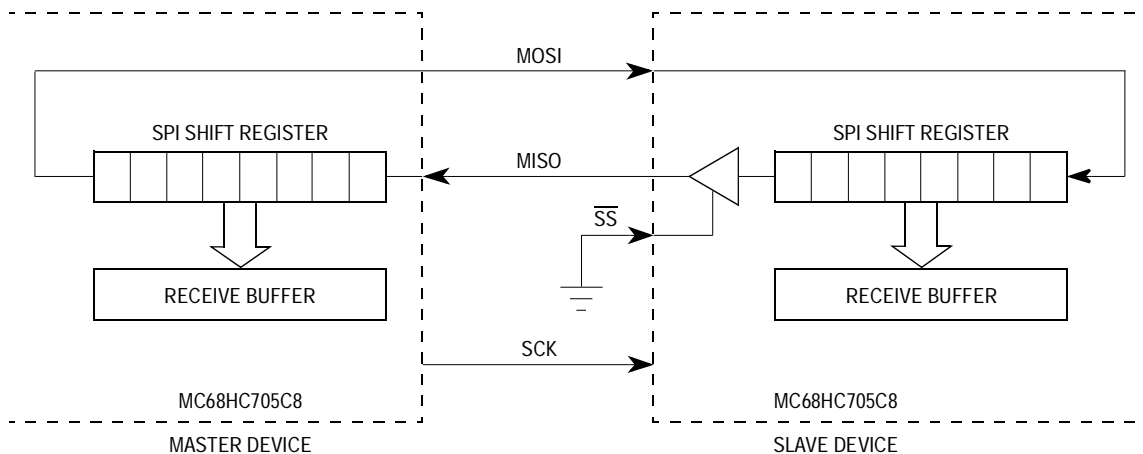 MOSI
SPI SHIFT REGISTER
SPI SHIFT REGISTER
MISO
SS
RECEIVE BUFFER
RECEIVE BUFFER
SCK
MC68HC705C8
MC68HC705C8
MASTER DEVICE
SLAVE DEVICE